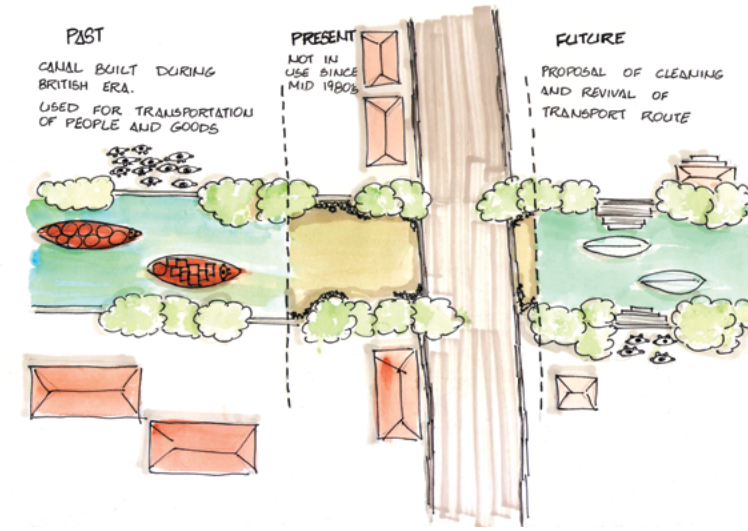 PAST
CANAL BUILT DURING
BRITISH ERA.
USED FOR TRANSPORTATION
OF PEOPLE AND GOODS
PRESENT
NOT IN
USE SINCE
MID 1980s
FUTURE
PROPOSAL OF CLEANING
AND REVIVAL OF
TRANSPORT ROUTE